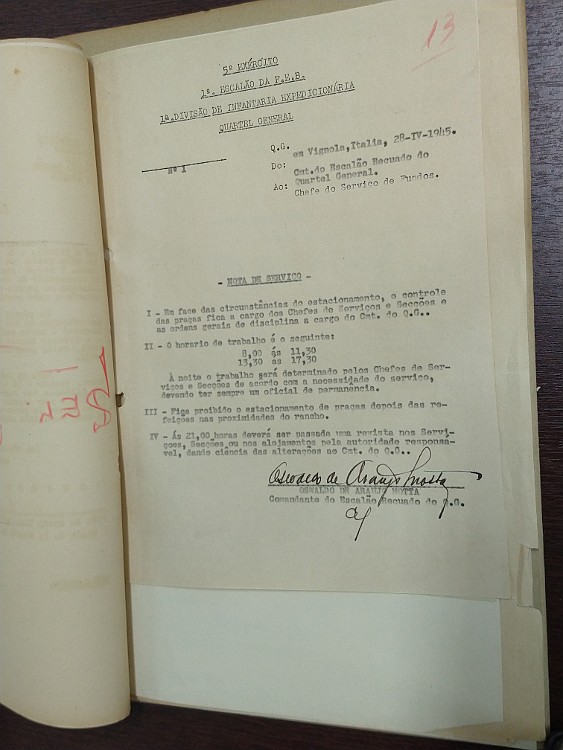 13
5º EXÉRCITO
1º. ESCALÃO DA F.E.B.
1ª.DIVISÃO DE INFANTARIA EXPEDICIONÁRIA
QUARTEL GENERAL
Nº 1
Q.G. em Vignola,Italia, 28-IV-1945.
Do: Cmt.do Escalão Recuado do
Quartel General.
Ao: Chefe do Serviço de Fundos.
- NOTA DE SERVIÇO -
I - Em face das circunstâncias do estacionamento, o controle
das praças fica a cargo dos Chefes de Serviços e Secções e
as ordens gerais de disciplina a cargo do Cmt. do Q.G..
II - O horario de trabalho é o seguinte:
8,00 ás 11,30
13,30 ás 17,30
À noite o trabalho será determinado pelos Chefes de Ser-
viços e Secções de acordo com a necessidade do serviço,
devendo ter sempre um oficial de permanência.
III - Fica proibido o estacionamento de praças depois das re-
feições nas proximidades do rancho.
IV - Ás 21,00 horas deverá ser passada uma revista nos Servi-
ços, Secções ou nos alojamentos pela autoridade responsa-
vel, dando ciência das alterações ao Cmt. do Q.G..
Oswaldo de Araujo Motta
OSWALDO DE ARAUJO MOTTA
Comandante do Escalão Recuado do Q.G.